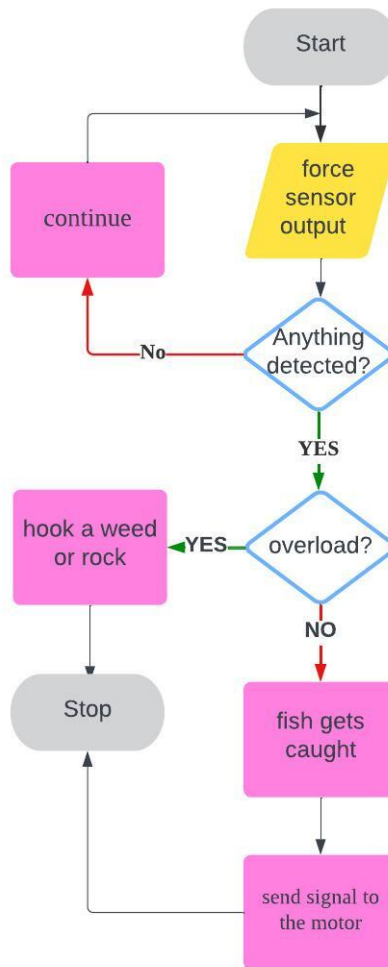 Start
force
sensor
output
continue
Anything
detected?
No
YES
overload?
YES
hook a weed
or rock
NO
Stop
fish gets
caught
send signal to
the motor